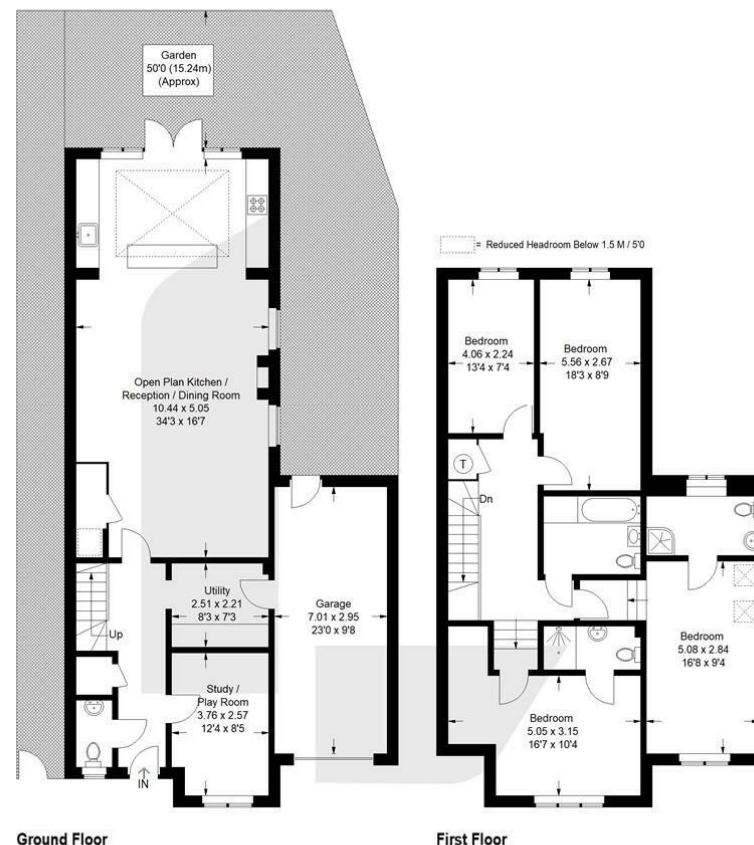 Garden
50'0 (15.24m)
(Approx)
= Reduced Headroom Below 1.5 M / 5'0
Open Plan Kitchen /
Reception / Dining Room
10.44 x 5.05
34'3 x 16'7
Utility
2.51 x 2.21
8'3 x 7'3
Garage
7.01 x 2.95
23'0 x 9'8
Up
Study /
Play Room
3.76 x 2.57
12'4 x 8'5
IN
Ground Floor
Bedroom
4.06 x 2.24
13'4 x 7'4
Bedroom
5.56 x 2.67
18'3 x 8'9
T
Dn
Bedroom
5.08 x 2.84
16'8 x 9'4
Bedroom
5.05 x 3.15
16'7 x 10'4
First Floor